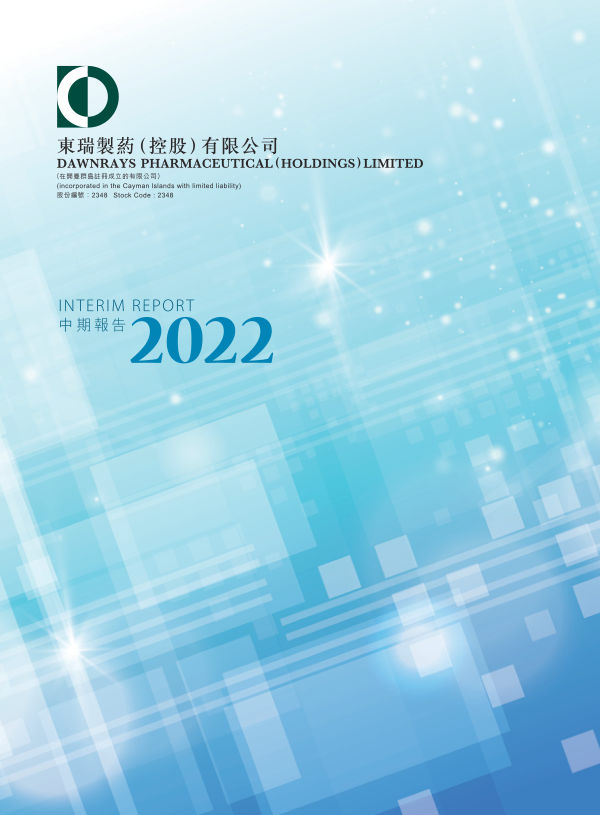 東瑞製葯（控股）有限公司
DAWNRAYS PHARMACEUTICAL (HOLDINGS) LIMITED
(在開曼群島註冊成立的有限公司)
(incorporated in the Cayman Islands with limited liability)
股份編號：2348 Stock Code : 2348
INTERIM REPORT
中期報告 2022